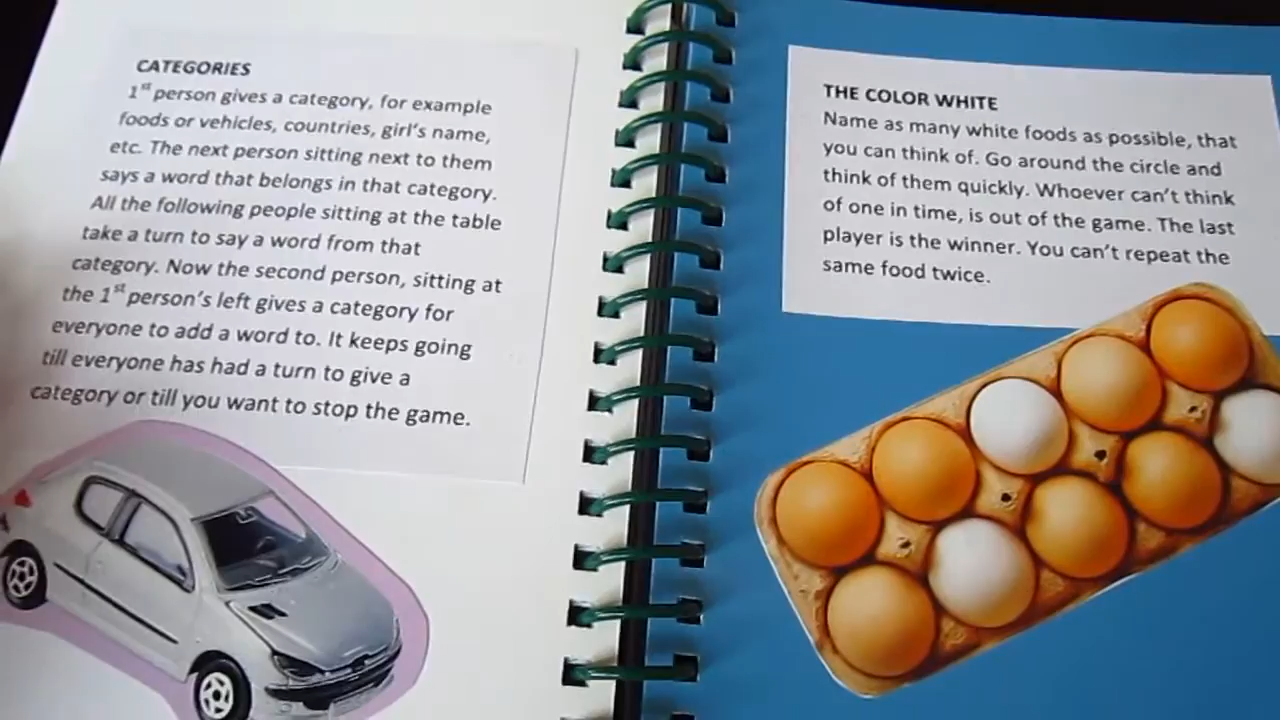 CATEGORIES
1st person gives a category, for example
foods or vehicles, countries, girl's name,
etc. The next person sitting next to them
says a word that belongs in that category.
All the following people sitting at the table
take a turn to say a word from that
category. Now the second person, sitting at
the 1st person's left gives a category for
everyone to add a word to. It keeps going
till everyone has had a turn to give a
category or till you want to stop the game.
THE COLOR WHITE
Name as many white foods as possible, that
you can think of. Go around the circle and
think of them quickly. Whoever can't think
of one in time, is out of the game. The last
player is the winner. You can't repeat the
same food twice.